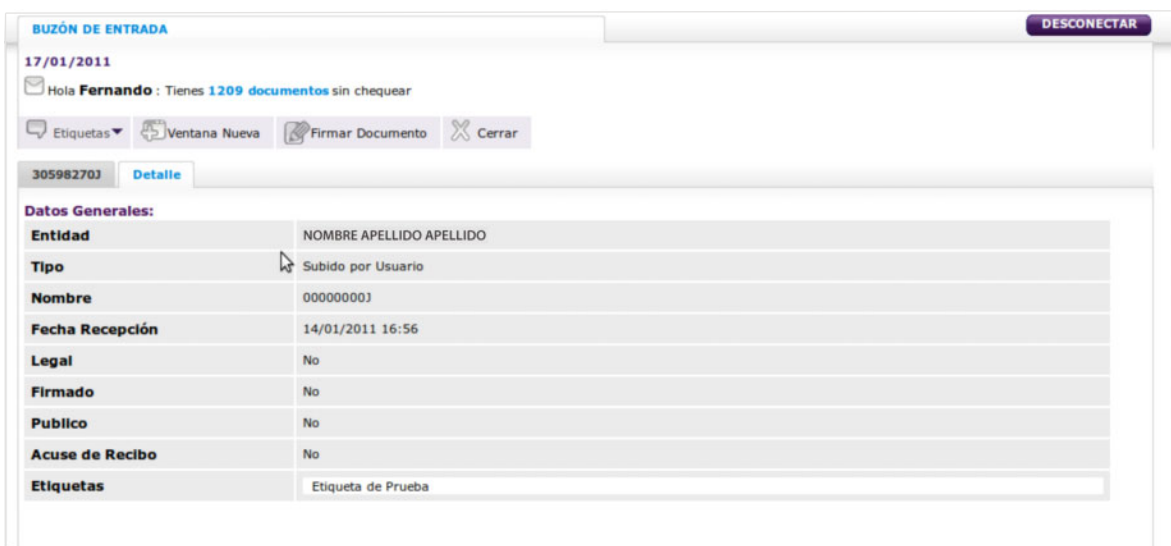 BUZÓN DE ENTRADA
DESCONECTAR
17/01/2011
Hola Fernando : Tienes 1209 documentos sin chequear
Etiquetas Ventana Nueva Firmar Documento Cerrar
30598270J Detalle
Datos Generales:
Entidad NOMBRE APELLIDO APELLIDO
Tipo Subido por Usuario
Nombre 00000000J
Fecha Recepción 14/01/2011 16:56
Legal No
Firmado No
Publico No
Acuse de Recibo No
Etiquetas Etiqueta de Prueba